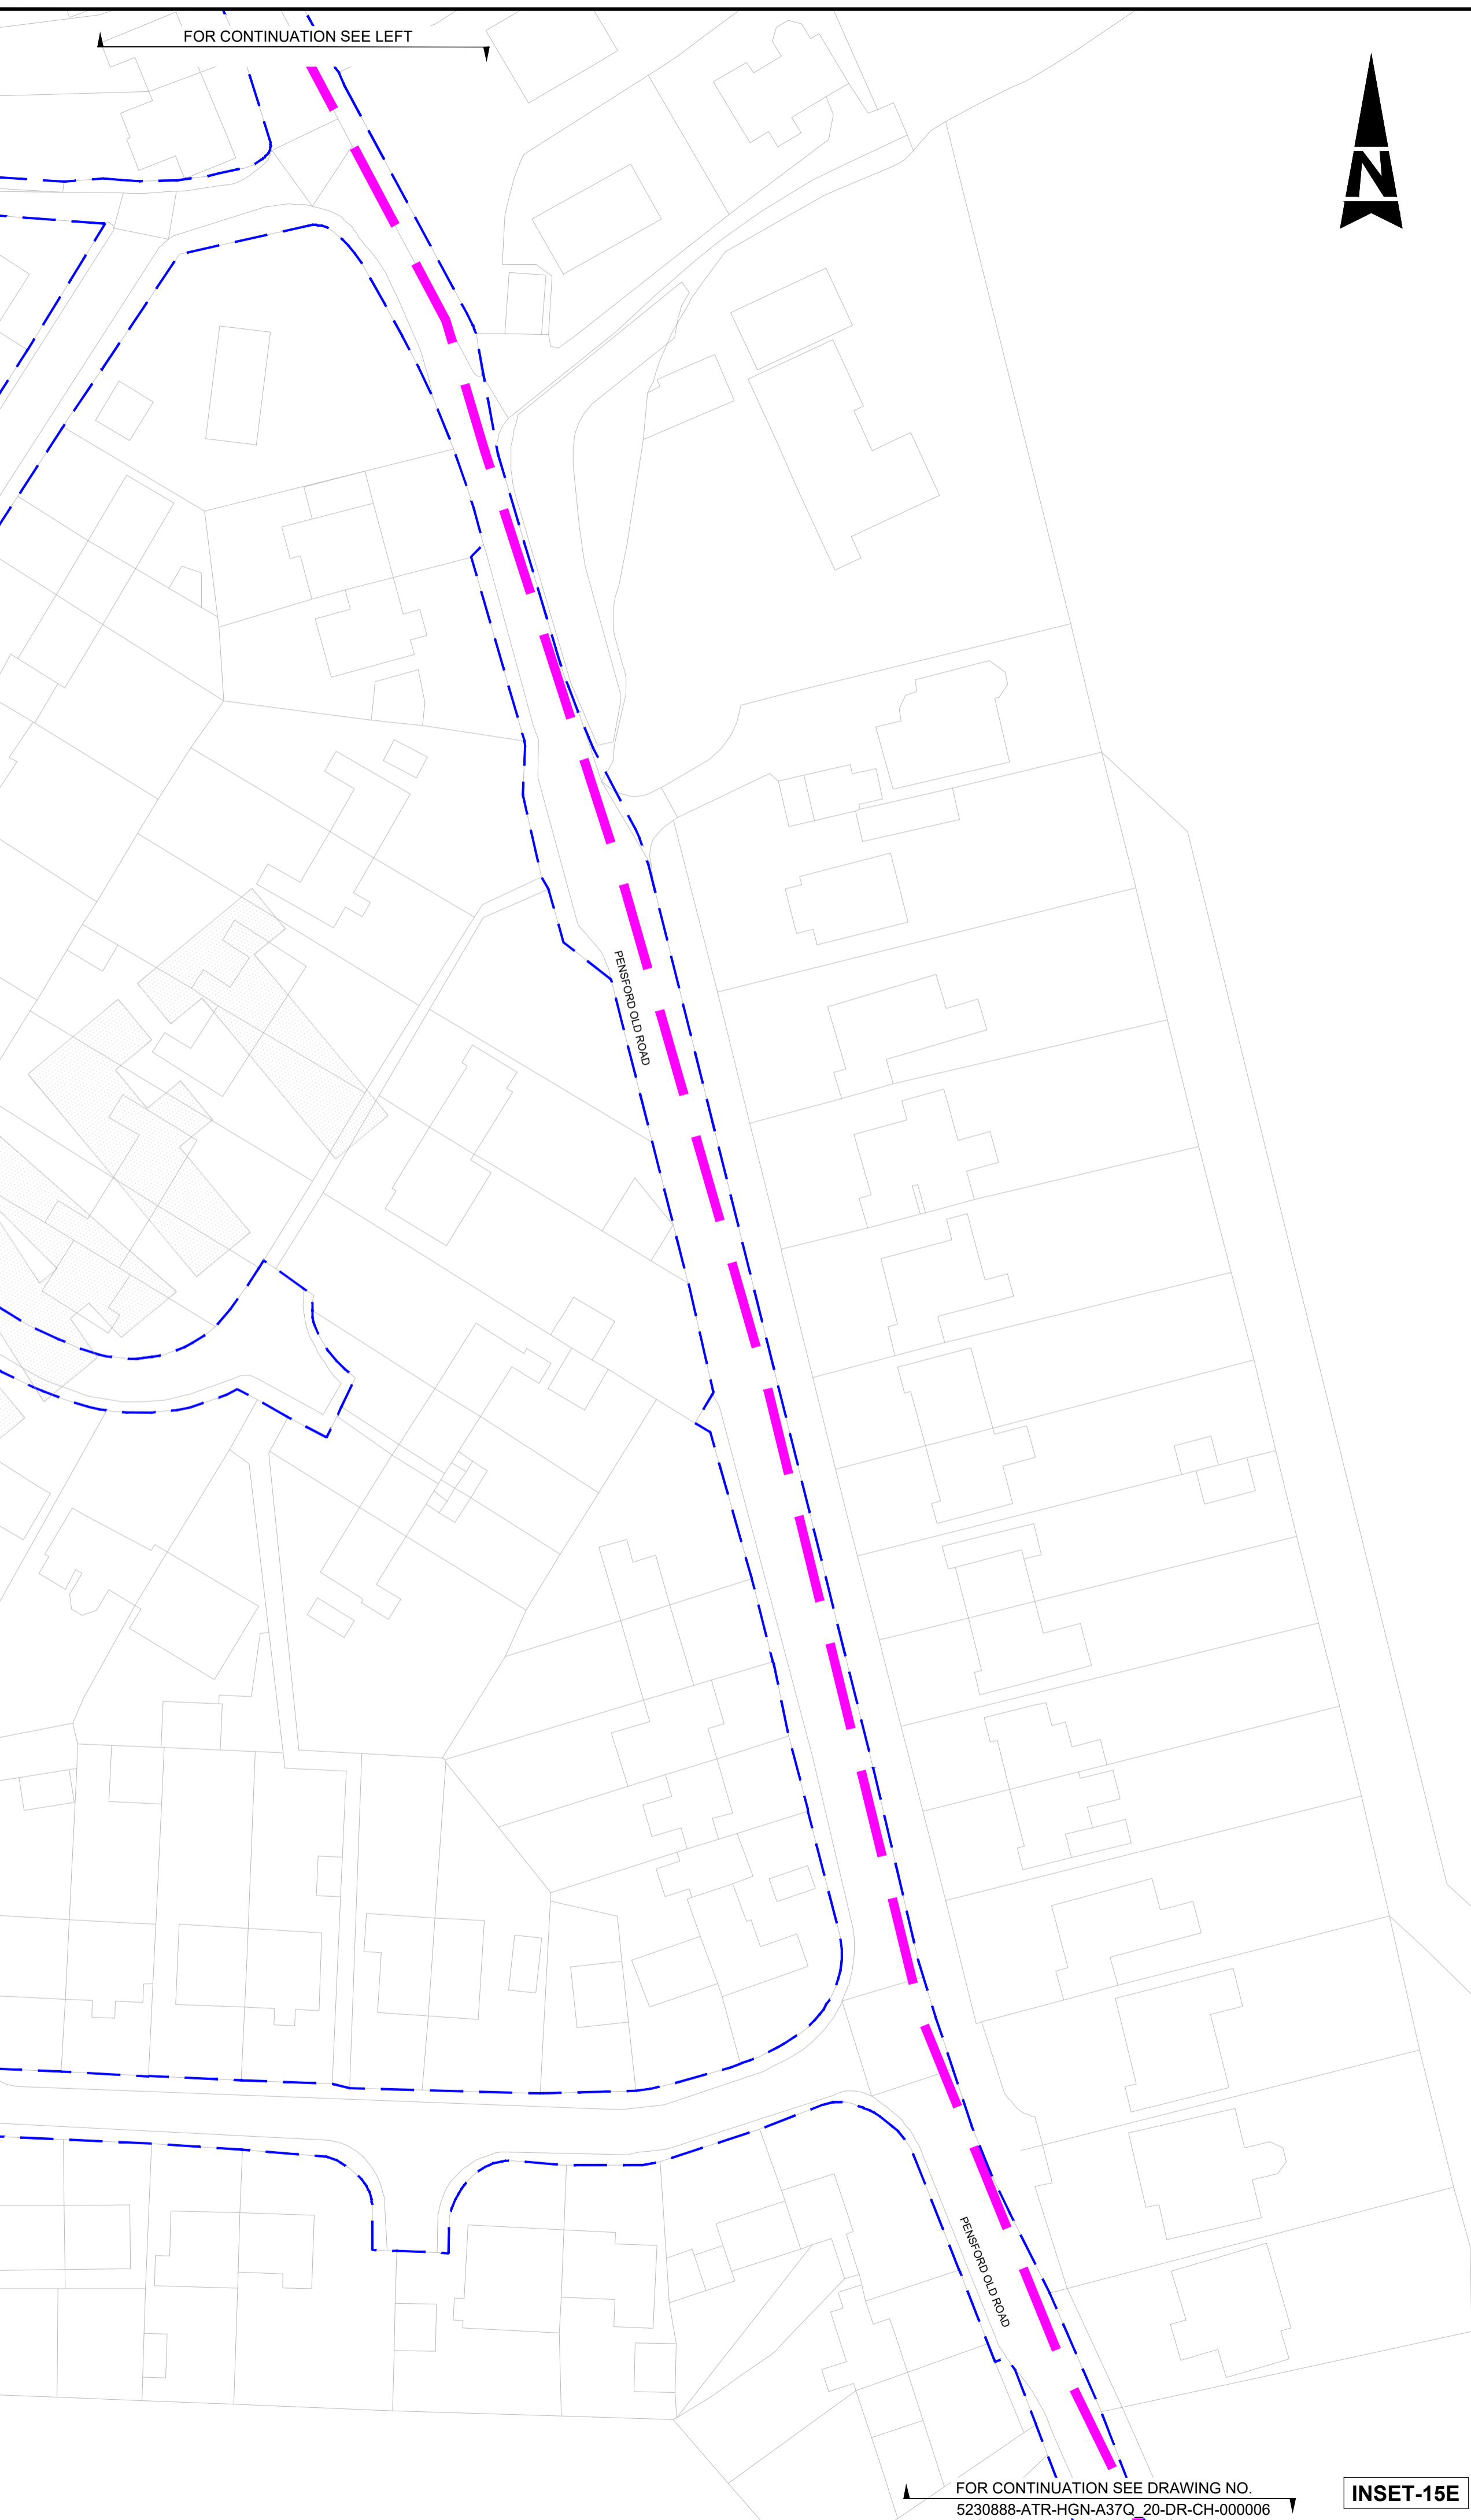 FOR CONTINUATION SEE LEFT
N
PENSFORD OLD ROAD
PENSFORD OLD ROAD
FOR CONTINUATION SEE DRAWING NO.
5230888-ATR-HGN-A37Q_20-DR-CH-000006
INSET-15E